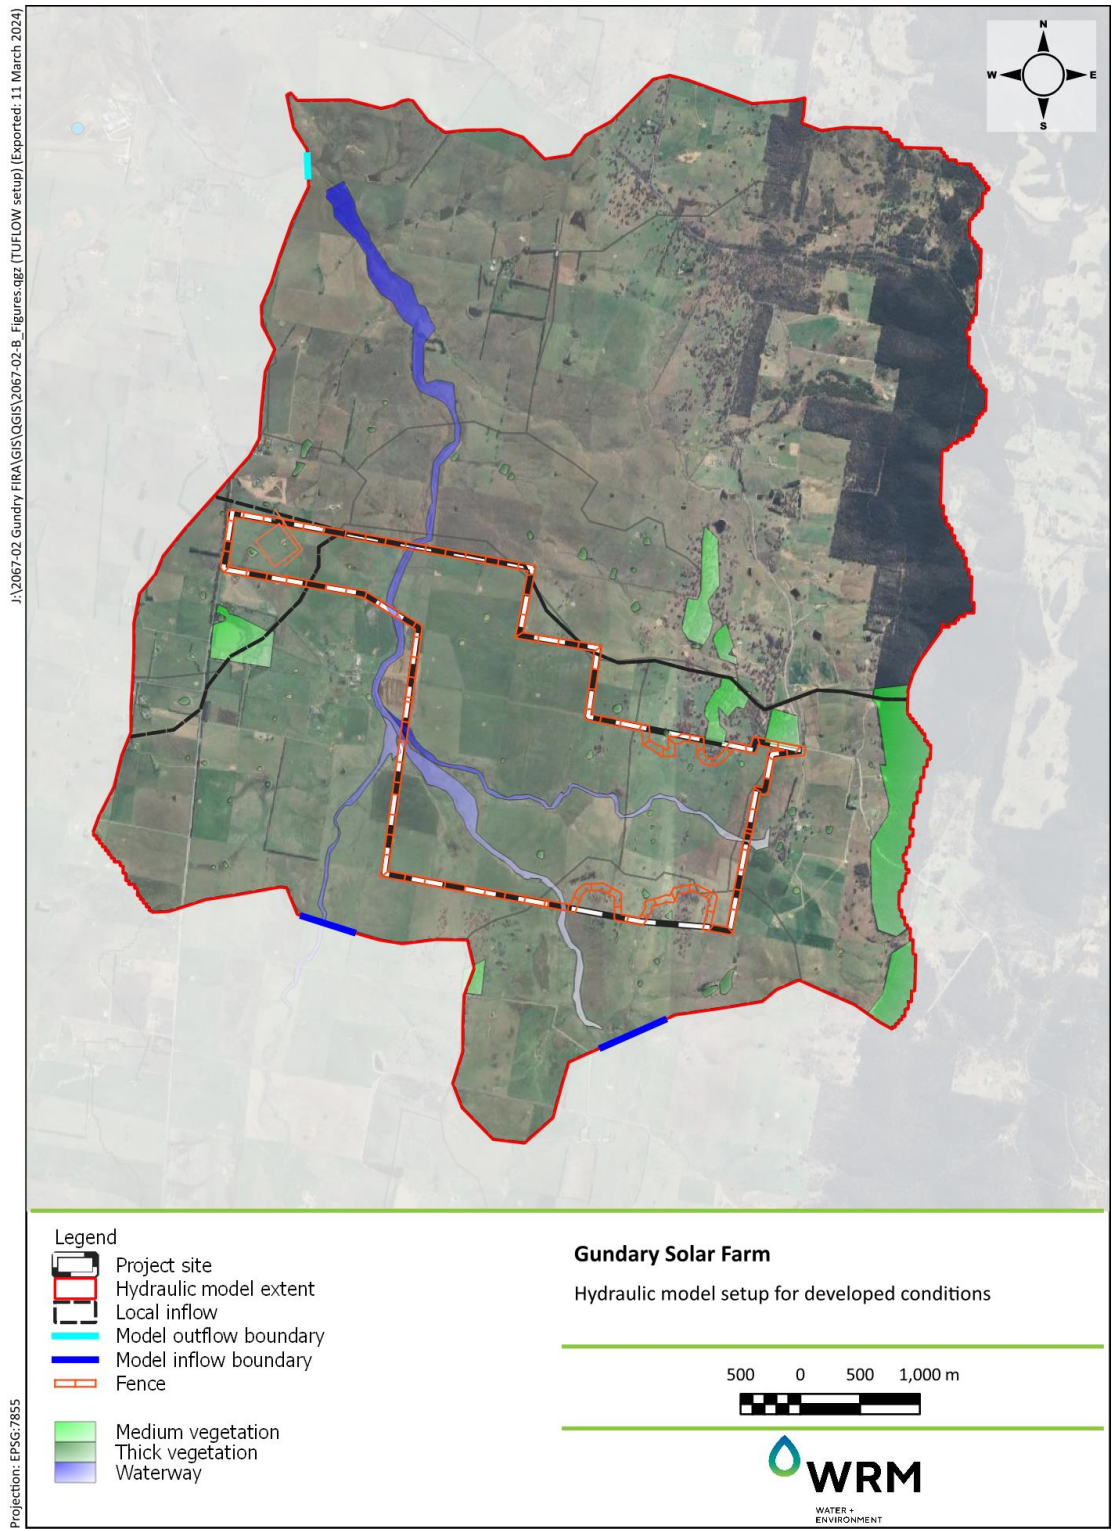 J:\2067-02 Gundry FIRA\GIS\QGIS\2067-02-B_Figures.qgz (TUFLOW setup) (Exported: 11 March 2024)
N
W
E
S
Projection: EPSG:7855
Legend
Project site
Hydraulic model extent
Local inflow
Model outflow boundary
Model inflow boundary
Fence
Medium vegetation
Thick vegetation
Waterway
Gundary Solar Farm
Hydraulic model setup for developed conditions
500 0 500 1,000 m
WRM
WATER +
ENVIRONMENT